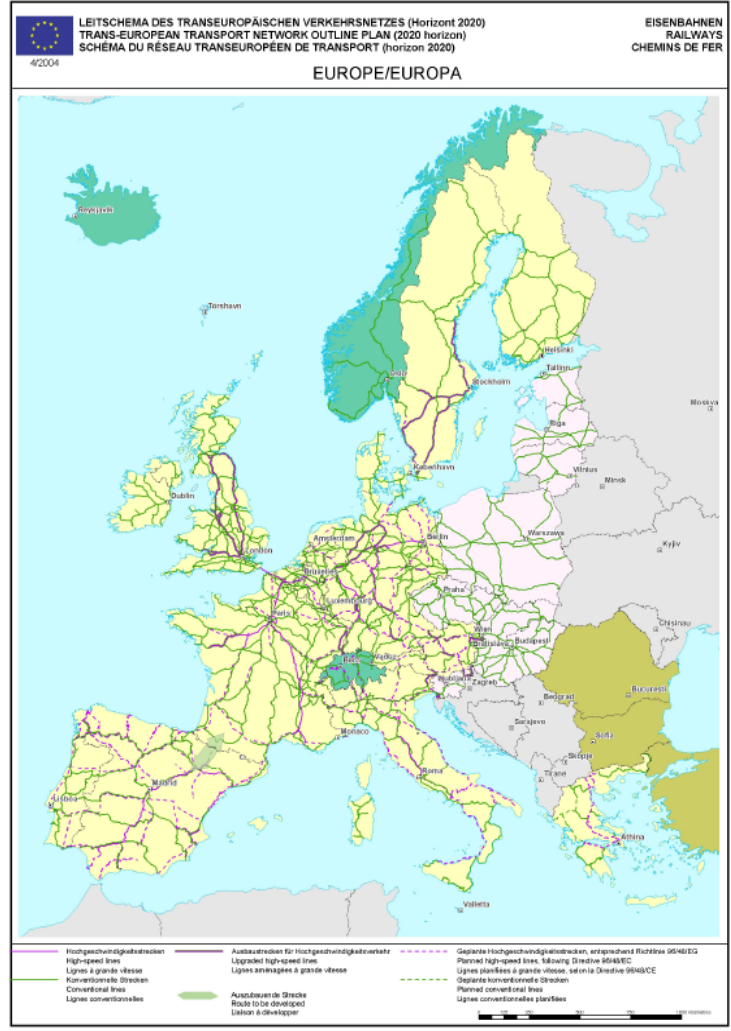 LEITSCHEMA DES TRANSEUROPÄISCHEN VERKEHRSNETZES (Horizont 2020)
TRANS-EUROPEAN TRANSPORT NETWORK OUTLINE PLAN (2020 horizon)
SCHÉMA DU RÉSEAU TRANSEUROPÉEN DE TRANSPORT (horizon 2020)
EISENBAHNEN
RAILWAYS
CHEMINS DE FER
4/2004
EUROPE/EUROPA
Reykjavik
Tórshavn
Helsinki
Tallinn
Oslo
Stockholm
Moskva
Riga
København
Vilnius
Minsk
Dublin
Warszawa
Amsterdam
Berlin
Kyjiv
London
Bruxelles
Praha
Luxembourg
Paris
Chisinau
Wien
Bratislava
Budapest
Bern
Vaduz
Ljubljana
Zagreb
Bucuresti
Beograd
Monaco
Sarajevo
Sofia
Skopje
Roma
Tirane
Madrid
Lisboa
Athina
Valletta
Hochgeschwindigkeitsstrecken
High-speed lines
Lignes à grande vitesse
Konventionelle Strecken
Conventional lines
Lignes conventionnelles
Ausbaustrecken für Hochgeschwindigkeitsverkehr
Upgraded high-speed lines
Lignes aménagées à grande vitesse
Auszubauende Strecke
Route to be developed
Liaison à développer
Geplante Hochgeschwindigkeitsstrecken, entsprechend Richtlinie 96/48/EG
Planned high-speed lines, following Directive 96/48/EC
Lignes planifiées à grande vitesse, selon la Directive 96/48/CE
Geplante konventionelle Strecken
Planned conventional lines
Lignes conventionnelles planifiées